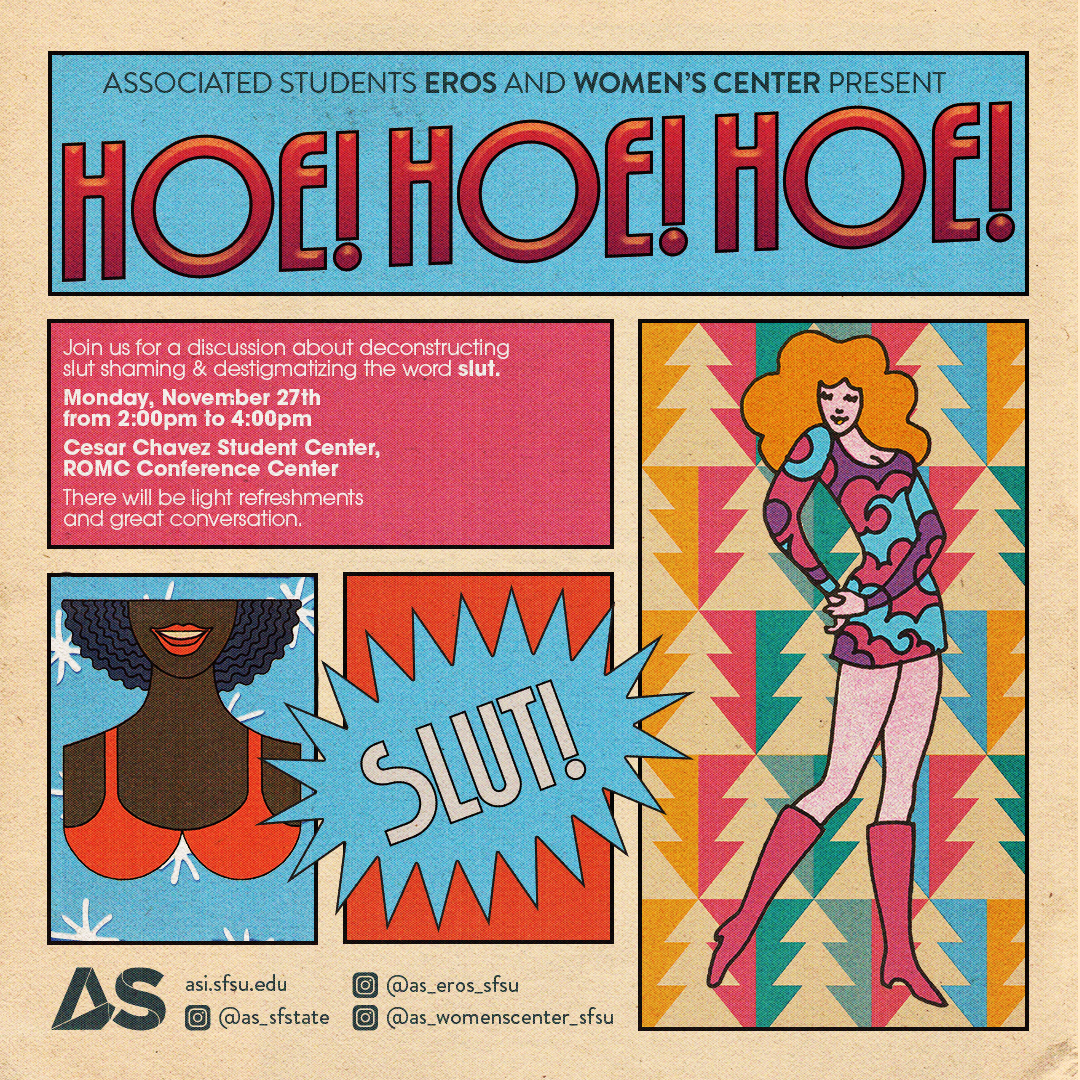 ASSOCIATED STUDENTS EROS AND WOMEN'S CENTER PRESENT
HOE! HOE! HOE!
Join us for a discussion about deconstructing
slut shaming & destigmatizing the word slut.
Monday, November 27th
from 2:00pm to 4:00pm
Cesar Chavez Student Center,
ROMC Conference Center
There will be light refreshments
and great conversation.
SLUT!
AS
asi.sfsu.edu
@as_sfstate
@as_eros_sfsu
@as_womenscenter_sfsu